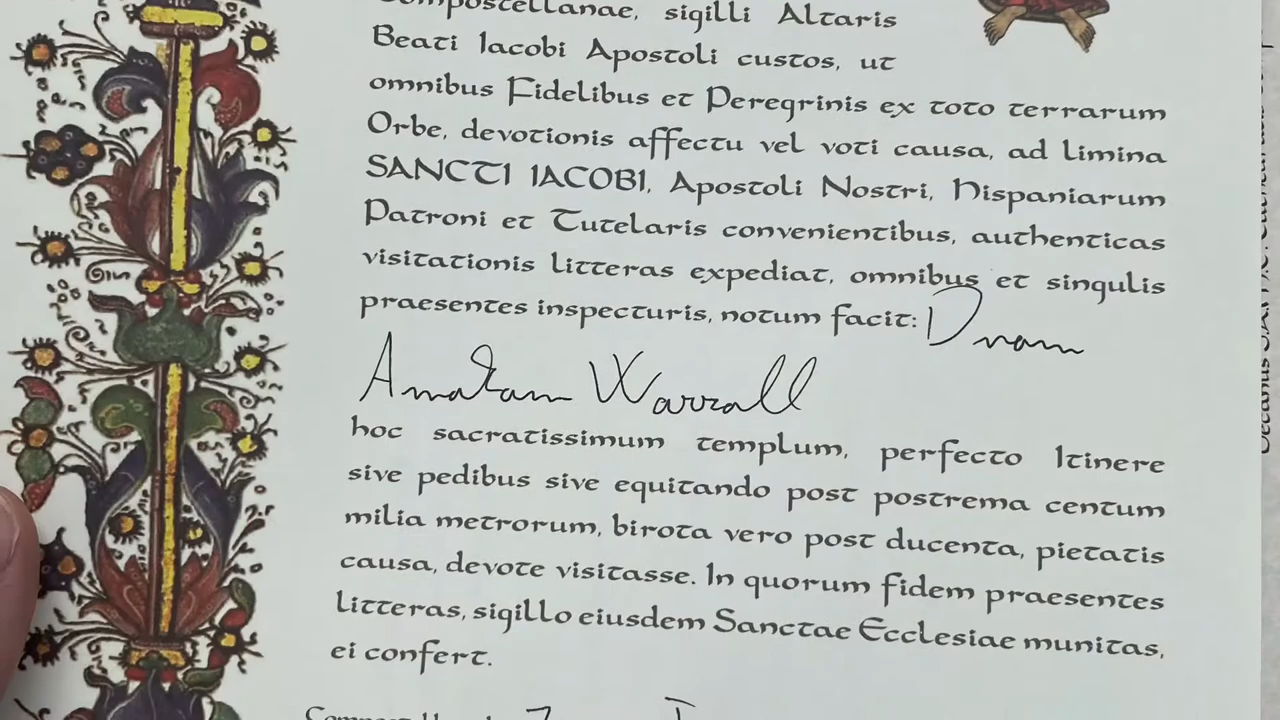 Compostellanae, sigilli Altaris
Beati Iacobi Apostoli custos, ut
omnibus Fidelibus et Peregrinis ex toto terrarum
Orbe, devotionis affectu vel voti causa, ad limina
SANCTI IACOBI, Apostoli Nostri, Hispaniarum
Patroni et Tutelaris convenientibus, authenticas
visitationis litteras expediat, omnibus et singulis
praesentes inspecturis, notum facit: Dnam
Warrall
hoc sacratissimum templum, perfecto Itinere
sive pedibus sive equitando post postrema centum
milia metrorum, birota vero post ducenta, pietatis
causa, devote visitasse. In quorum fidem praesentes
litteras, sigillo eiusdem Sanctae Ecclesiae munitas,
ei confert.